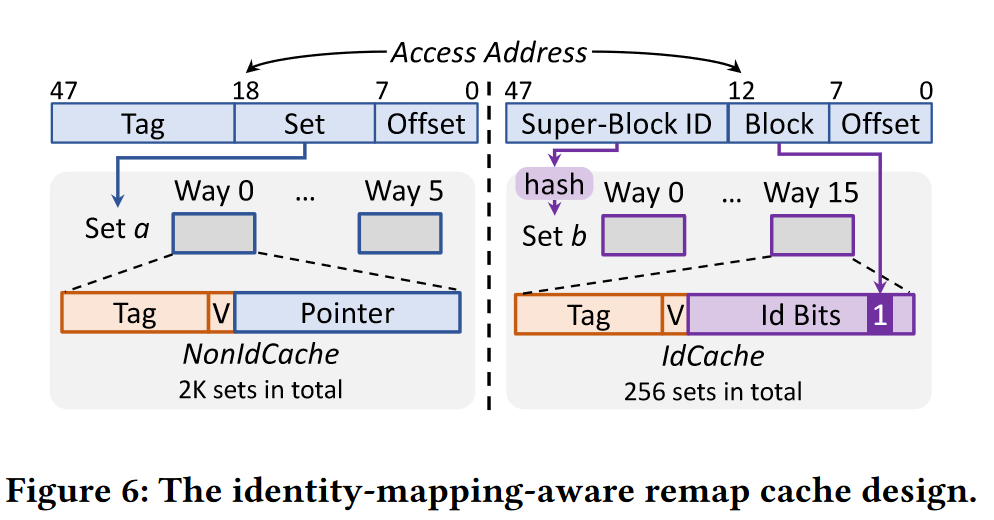 Access Address
47 18 7 0
Tag Set Offset
Way 0 ... Way 5
Set a
Tag V Pointer
NonIdCache
2K sets in total
47 12 7 0
Super-Block ID Block Offset
hash
Way 0 ... Way 15
Set b
Tag V Id Bits 1
IdCache
256 sets in total
Figure 6: The identity-mapping-aware remap cache design.